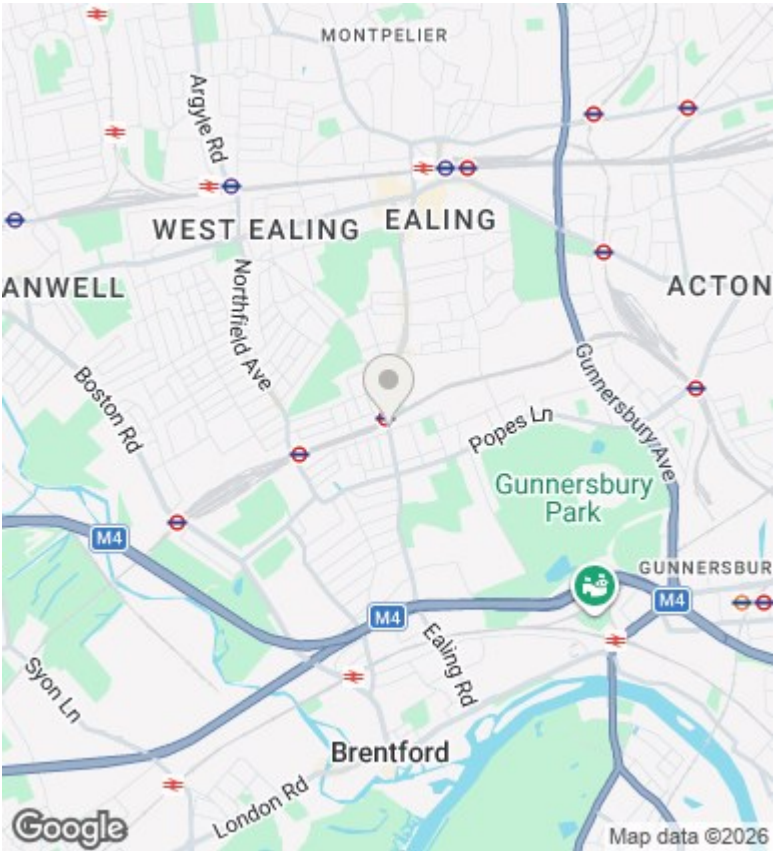 MONTPELIER
Argyle Rd
WEST EALING
EALING
ANWELL
ACTON
Northfield Ave
Boston Rd
Gunnersbury Ave
Popes Ln
Gunnersbury
Park
M4
GUNNERSBUR
M4
M4
Ealing Rd
Syon Ln
Brentford
London Rd
Google
Map data ©2026